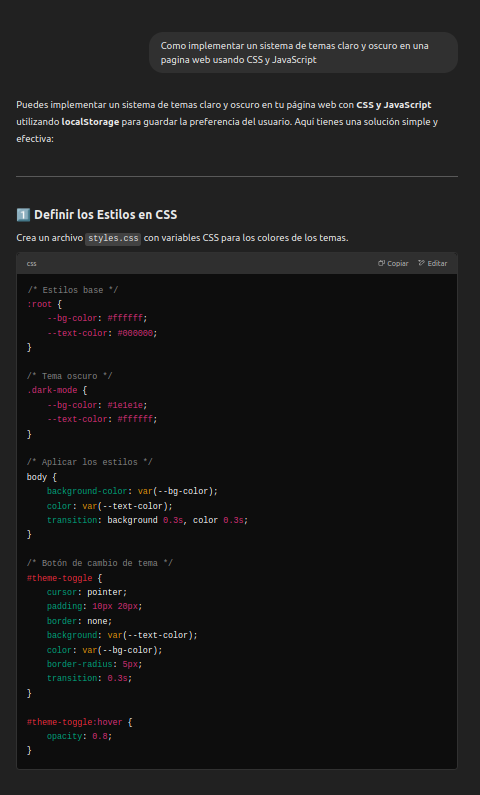 Como implementar un sistema de temas claro y oscuro en una
pagina web usando CSS y JavaScript
Puedes implementar un sistema de temas claro y oscuro en tu página web con CSS y JavaScript
utilizando localStorage para guardar la preferencia del usuario. Aquí tienes una solución simple y
efectiva:
1️⃣ Definir los Estilos en CSS
Crea un archivo styles.css con variables CSS para los colores de los temas.
css Copiar Editar
/* Estilos base */
:root {
    --bg-color: #ffffff;
    --text-color: #000000;
}
/* Tema oscuro */
.dark-mode {
    --bg-color: #1e1e1e;
    --text-color: #ffffff;
}
/* Aplicar los estilos */
body {
    background-color: var(--bg-color);
    color: var(--text-color);
    transition: background 0.3s, color 0.3s;
}
/* Botón de cambio de tema */
#theme-toggle {
    cursor: pointer;
    padding: 10px 20px;
    border: none;
    background: var(--text-color);
    color: var(--bg-color);
    border-radius: 5px;
    transition: 0.3s;
}
#theme-toggle:hover {
    opacity: 0.8;
}